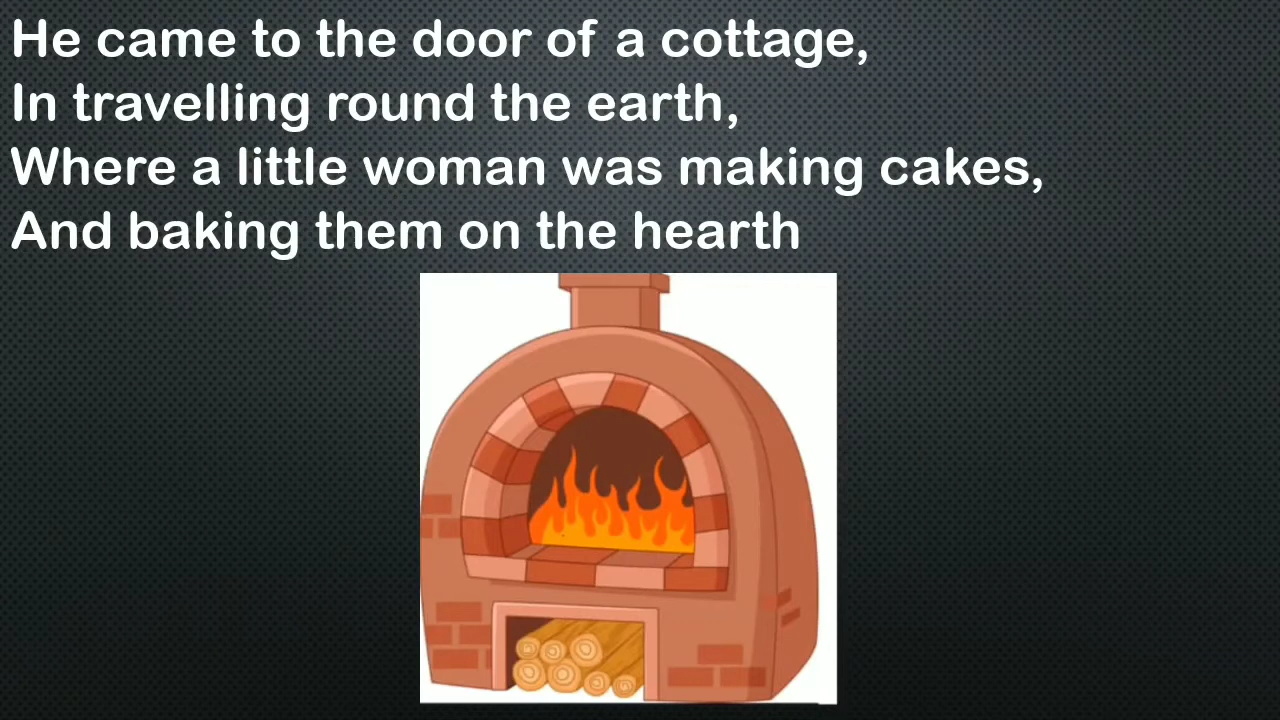 He came to the door of a cottage,
In travelling round the earth,
Where a little woman was making cakes,
And baking them on the hearth